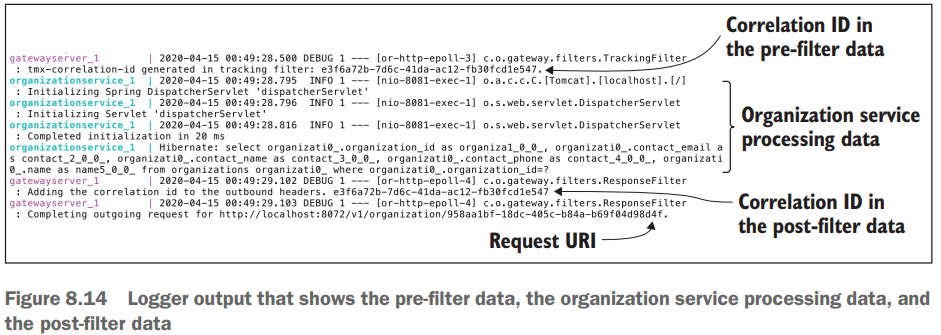 Correlation ID in
the pre-filter data
gatewayserver_1 | 2020-04-15 00:49:28.500 DEBUG 1 --- [or-http-epoll-3] c.o.gateway.filters.TrackingFilter
: tmx-correlation-id generated in tracking filter: e3f6a72b-7d6c-41da-ac12-fb30fcd1e547.
organizationservice_1 | 2020-04-15 00:49:28.795 INFO 1 --- [nio-8081-exec-1] o.a.c.c.C.[Tomcat].[localhost].[/]
: Initializing Spring DispatcherServlet 'dispatcherServlet'
organizationservice_1 | 2020-04-15 00:49:28.796 INFO 1 --- [nio-8081-exec-1] o.s.web.servlet.DispatcherServlet
: Initializing Servlet 'dispatcherServlet'
organizationservice_1 | 2020-04-15 00:49:28.816 INFO 1 --- [nio-8081-exec-1] o.s.web.servlet.DispatcherServlet
: Completed initialization in 20 ms
organizationservice_1 | Hibernate: select organizati0_.organization_id as organiza1_0_0_, organizati0_.contact_email a
s contact_2_0_0_, organizati0_.contact_name as contact_3_0_0_, organizati0_.contact_phone as contact_4_0_0_, organizati
0_.name as name5_0_0_ from organizations organizati0_ where organizati0_.organization_id=?
Organization service
processing data
gatewayserver_1 | 2020-04-15 00:49:29.102 DEBUG 1 --- [or-http-epoll-4] c.o.gateway.filters.ResponseFilter
: Adding the correlation id to the outbound headers. e3f6a72b-7d6c-41da-ac12-fb30fcd1e547
gatewayserver_1 | 2020-04-15 00:49:29.103 DEBUG 1 --- [or-http-epoll-4] c.o.gateway.filters.ResponseFilter
: Completing outgoing request for http://localhost:8072/v1/organization/958aa1bf-18dc-405c-b84a-b69f04d98d4f.
Correlation ID in
the post-filter data
Request URI
Figure 8.14 Logger output that shows the pre-filter data, the organization service processing data, and
the post-filter data